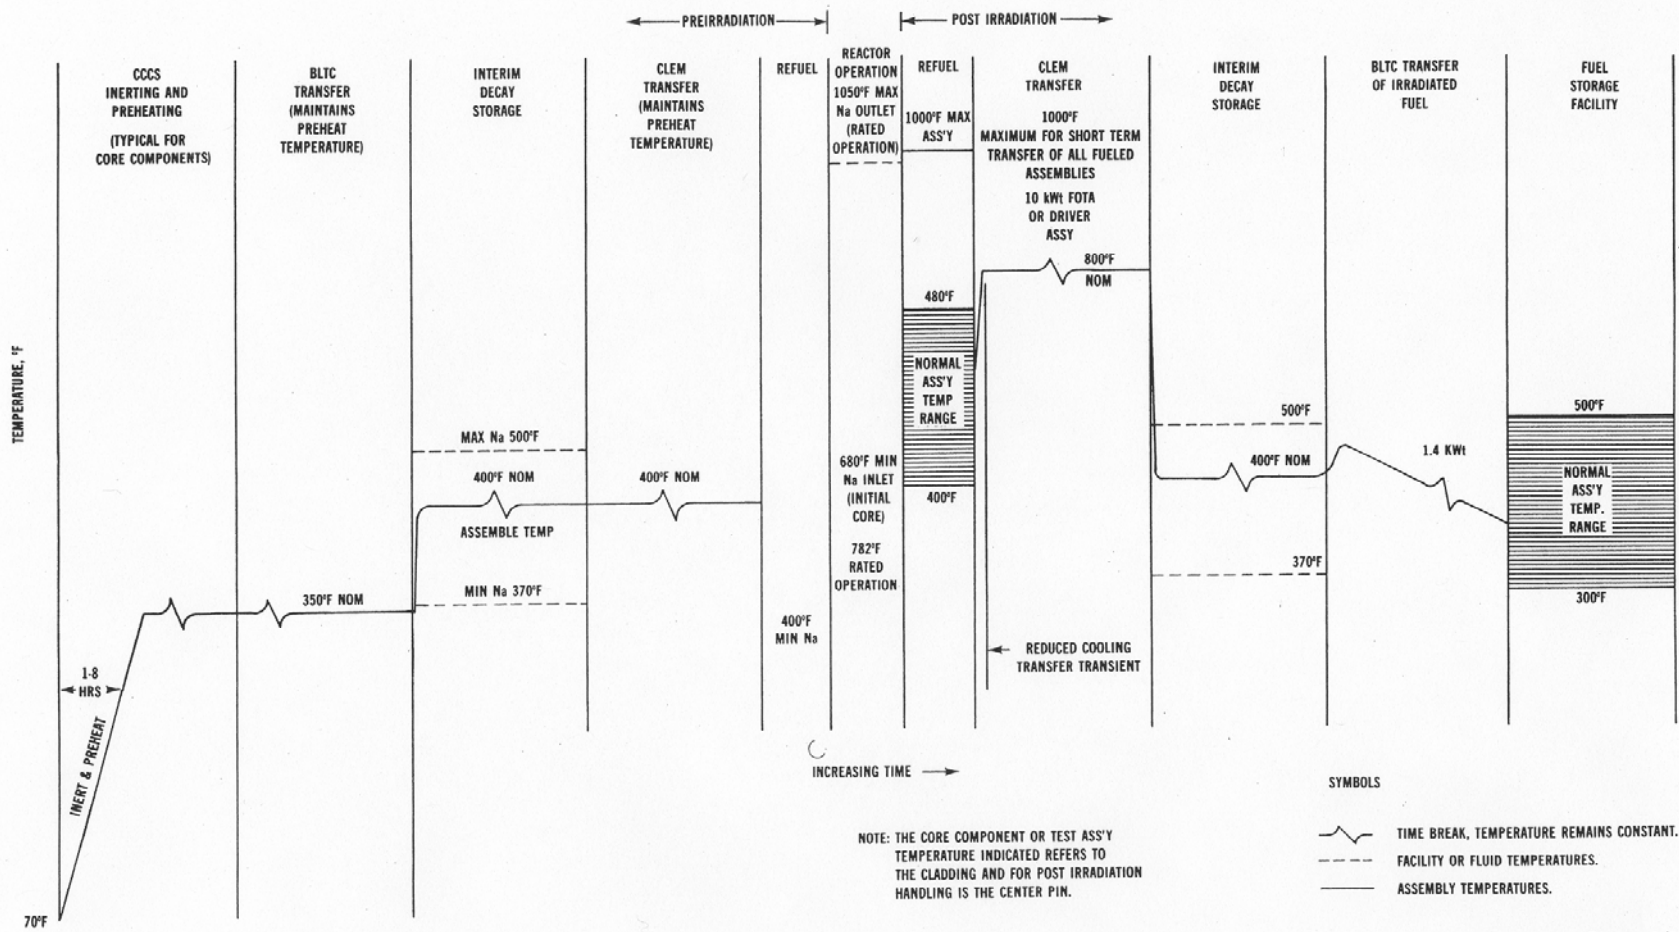 PREIRRADIATION
POST IRRADIATION
CCCS
INERTING AND
PREHEATING
(TYPICAL FOR
CORE COMPONENTS)
BLTC
TRANSFER
(MAINTAINS
PREHEAT
TEMPERATURE)
INTERIM
DECAY
STORAGE
CLEM
TRANSFER
(MAINTAINS
PREHEAT
TEMPERATURE)
REFUEL
REACTOR
OPERATION
1050°F MAX
Na OUTLET
(RATED
OPERATION)
REFUEL
1000°F MAX
ASS'Y
CLEM
TRANSFER
1000°F
MAXIMUM FOR SHORT TERM
TRANSFER OF ALL FUELED
ASSEMBLIES
10 kWt FOTA
OR DRIVER
ASSY
INTERIM
DECAY
STORAGE
BLTC TRANSFER
OF IRRADIATED
FUEL
FUEL
STORAGE
FACILITY
TEMPERATURE, °F
800°F
NOM
480°F
NORMAL
ASS'Y
TEMP
RANGE
400°F
MAX Na 500°F
400°F NOM
ASSEMBLE TEMP
MIN Na 370°F
400°F NOM
680°F MIN
Na INLET
(INITIAL
CORE)
782°F
RATED
OPERATION
500°F
400°F NOM
370°F
1.4 KWt
500°F
NORMAL
ASS'Y
TEMP.
RANGE
300°F
350°F NOM
400°F
MIN Na
REDUCED COOLING
TRANSFER TRANSIENT
1-8
HRS
INERT & PREHEAT
70°F
INCREASING TIME
NOTE: THE CORE COMPONENT OR TEST ASS'Y
TEMPERATURE INDICATED REFERS TO
THE CLADDING AND FOR POST IRRADIATION
HANDLING IS THE CENTER PIN.
SYMBOLS
TIME BREAK, TEMPERATURE REMAINS CONSTANT.
FACILITY OR FLUID TEMPERATURES.
ASSEMBLY TEMPERATURES.